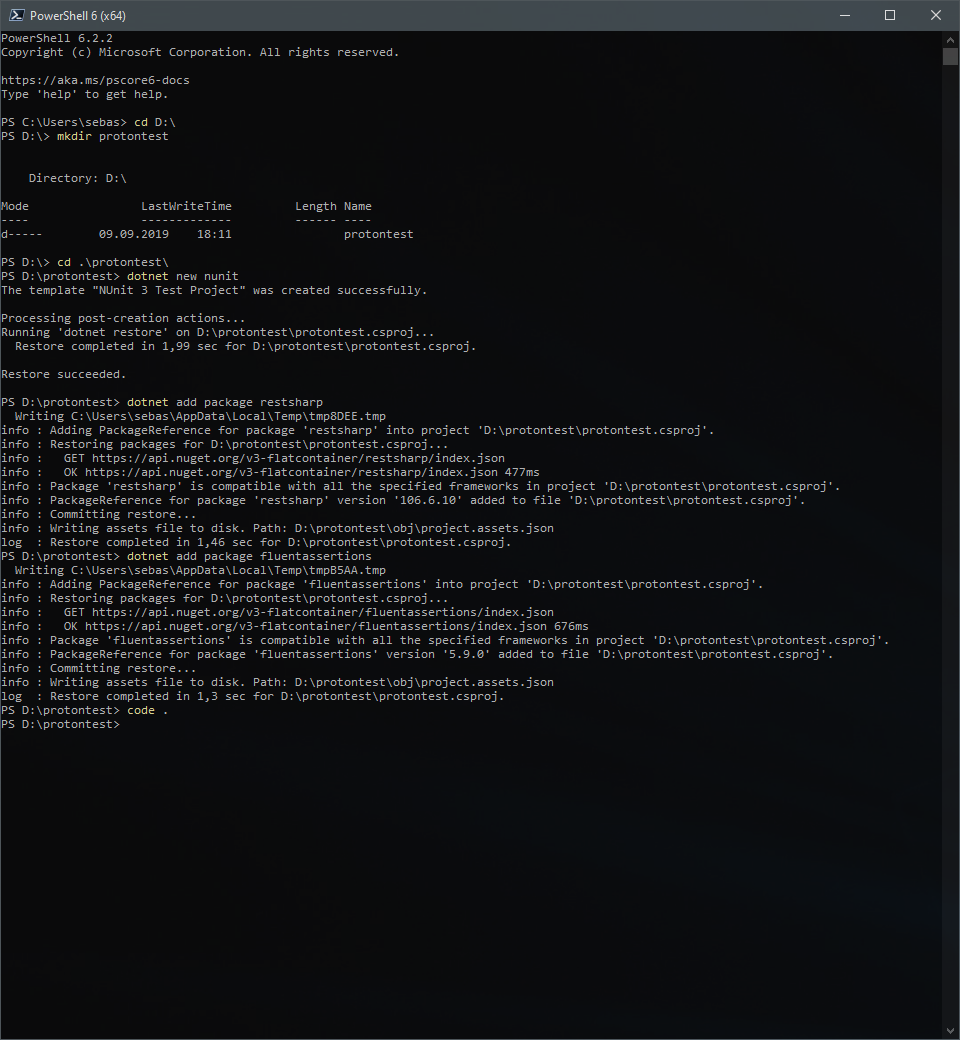 PowerShell 6 (x64)
PowerShell 6.2.2
Copyright (c) Microsoft Corporation. All rights reserved.
https://aka.ms/pscore6-docs
Type 'help' to get help.
PS C:\Users\sebas> cd D:\
PS D:\> mkdir protontest
    Directory: D:\
Mode                LastWriteTime         Length Name
----                -------------         ------ ----
d-----        09.09.2019    18:11                protontest
PS D:\> cd .\protontest\
PS D:\protontest> dotnet new nunit
The template "NUnit 3 Test Project" was created successfully.
Processing post-creation actions...
Running 'dotnet restore' on D:\protontest\protontest.csproj...
  Restore completed in 1,99 sec for D:\protontest\protontest.csproj.
Restore succeeded.
PS D:\protontest> dotnet add package restsharp
  Writing C:\Users\sebas\AppData\Local\Temp\tmp8DEE.tmp
info : Adding PackageReference for package 'restsharp' into project 'D:\protontest\protontest.csproj'.
info : Restoring packages for D:\protontest\protontest.csproj...
info :   GET https://api.nuget.org/v3-flatcontainer/restsharp/index.json
info :   OK https://api.nuget.org/v3-flatcontainer/restsharp/index.json 477ms
info : Package 'restsharp' is compatible with all the specified frameworks in project 'D:\protontest\protontest.csproj'.
info : PackageReference for package 'restsharp' version '106.6.10' added to file 'D:\protontest\protontest.csproj'.
info : Committing restore...
info : Writing assets file to disk. Path: D:\protontest\obj\project.assets.json
log  : Restore completed in 1,46 sec for D:\protontest\protontest.csproj.
PS D:\protontest> dotnet add package fluentassertions
  Writing C:\Users\sebas\AppData\Local\Temp\tmpB5AA.tmp
info : Adding PackageReference for package 'fluentassertions' into project 'D:\protontest\protontest.csproj'.
info : Restoring packages for D:\protontest\protontest.csproj...
info :   GET https://api.nuget.org/v3-flatcontainer/fluentassertions/index.json
info :   OK https://api.nuget.org/v3-flatcontainer/fluentassertions/index.json 676ms
info : Package 'fluentassertions' is compatible with all the specified frameworks in project 'D:\protontest\protontest.csproj'.
info : PackageReference for package 'fluentassertions' version '5.9.0' added to file 'D:\protontest\protontest.csproj'.
info : Committing restore...
info : Writing assets file to disk. Path: D:\protontest\obj\project.assets.json
log  : Restore completed in 1,3 sec for D:\protontest\protontest.csproj.
PS D:\protontest> code .
PS D:\protontest>